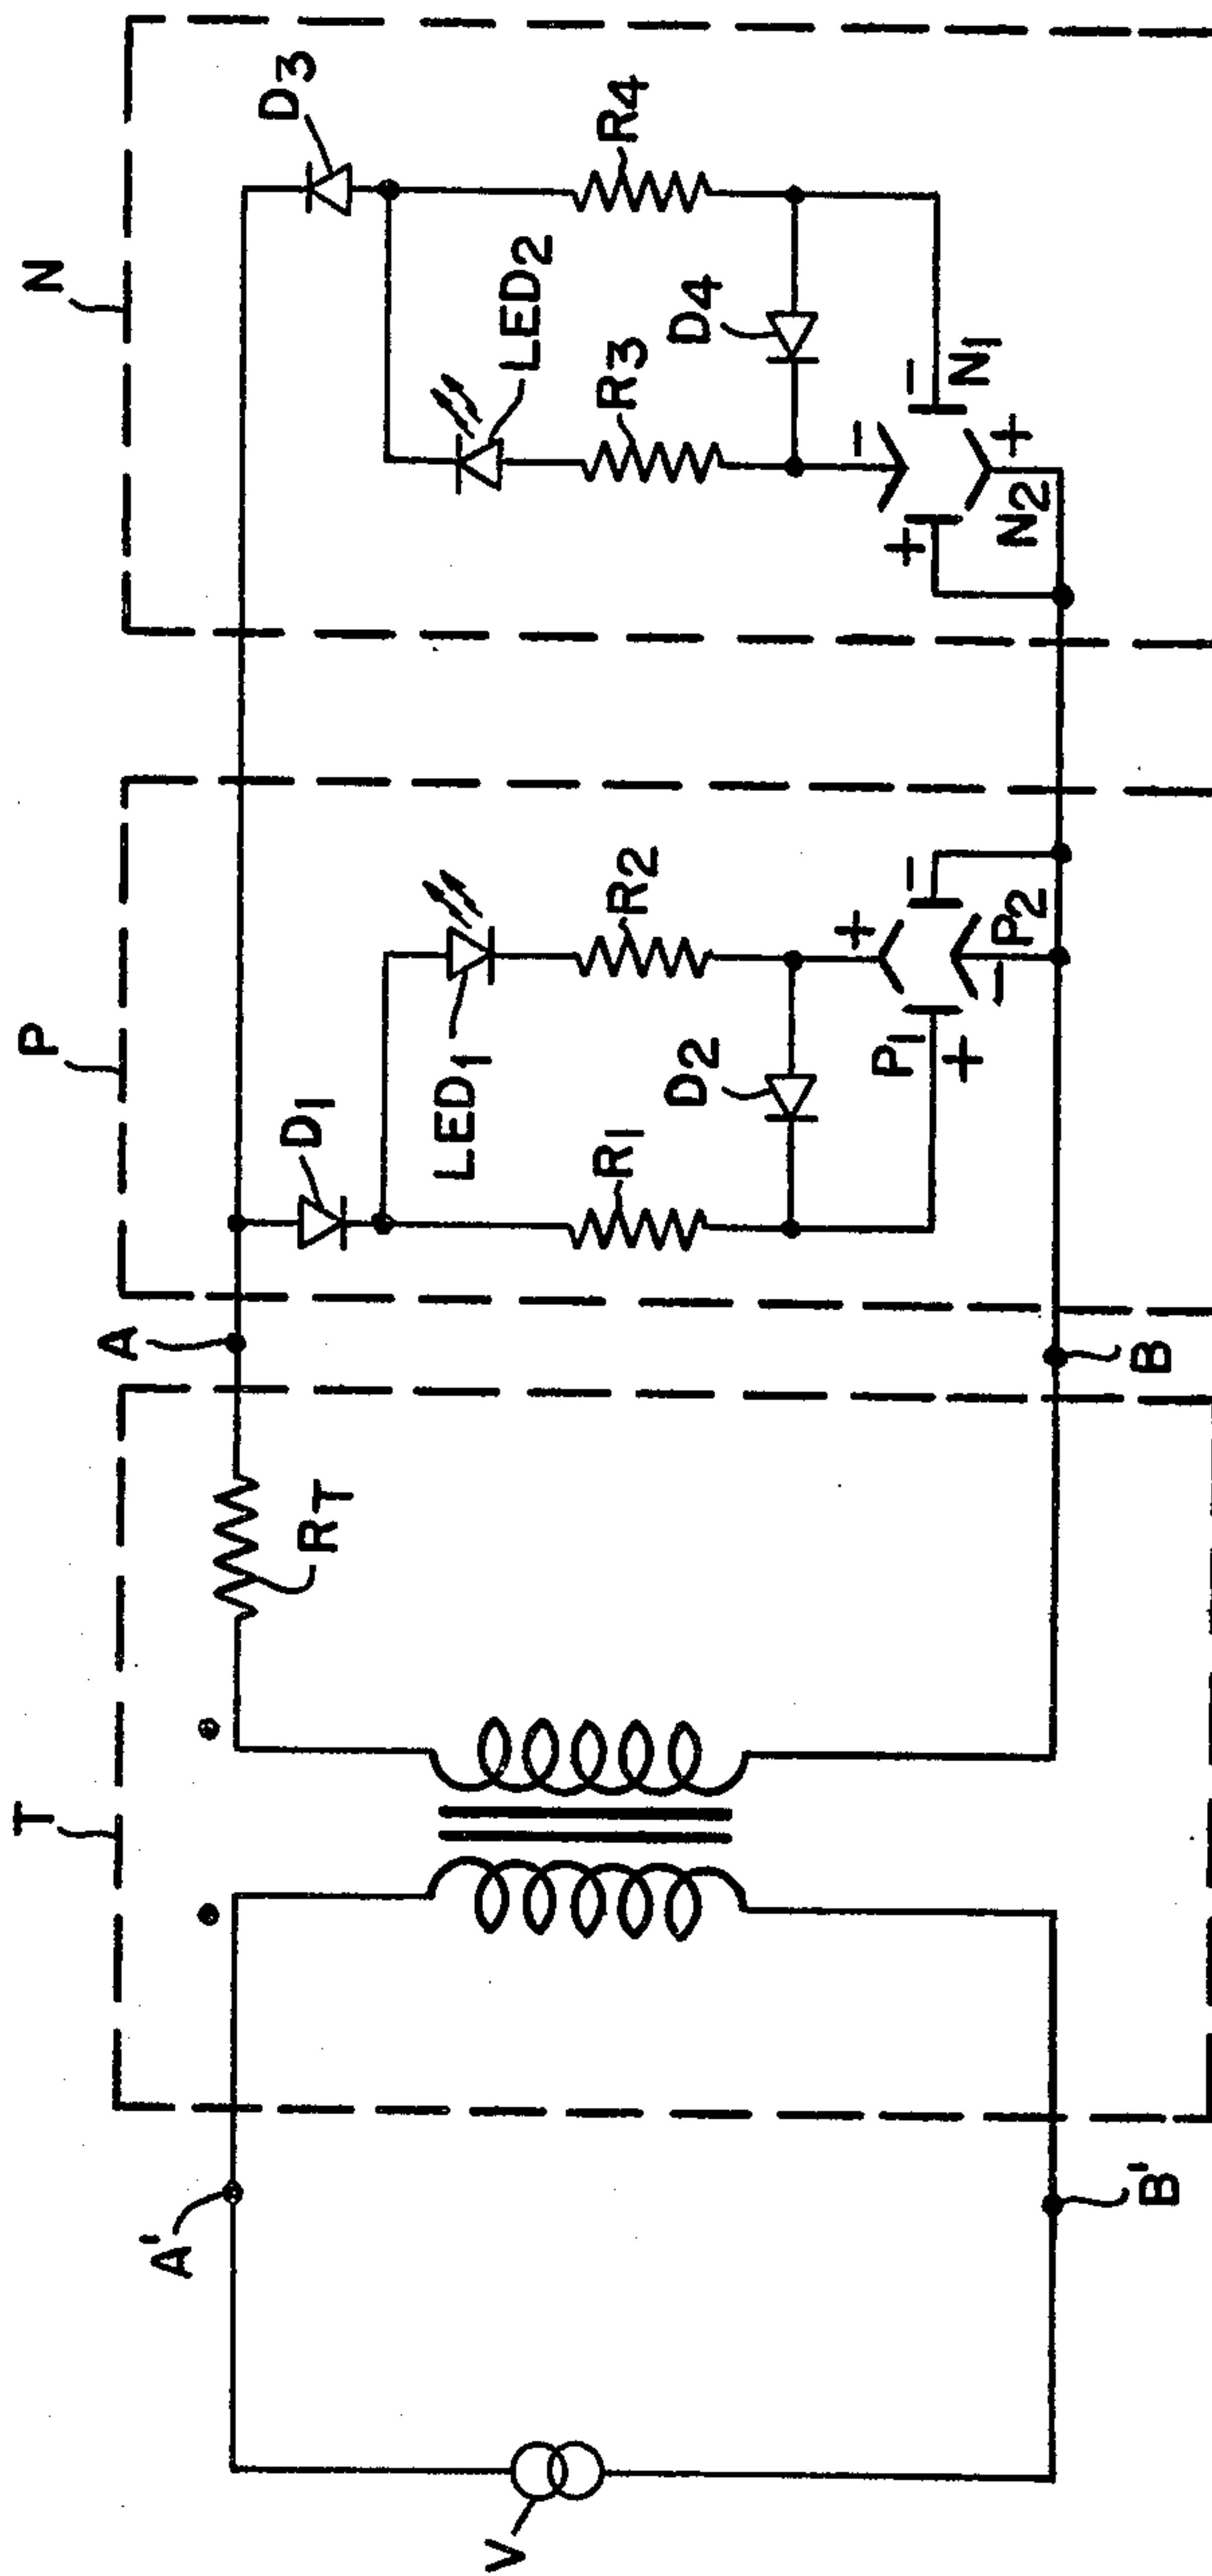 T
P
N
A'
A
D1
D3
RT
LED1
LED2
R1
R2
R3
R4
D2
D4
V
P1
+
+
−
−
P2
+
−
−
N1
N2
+
B'
B